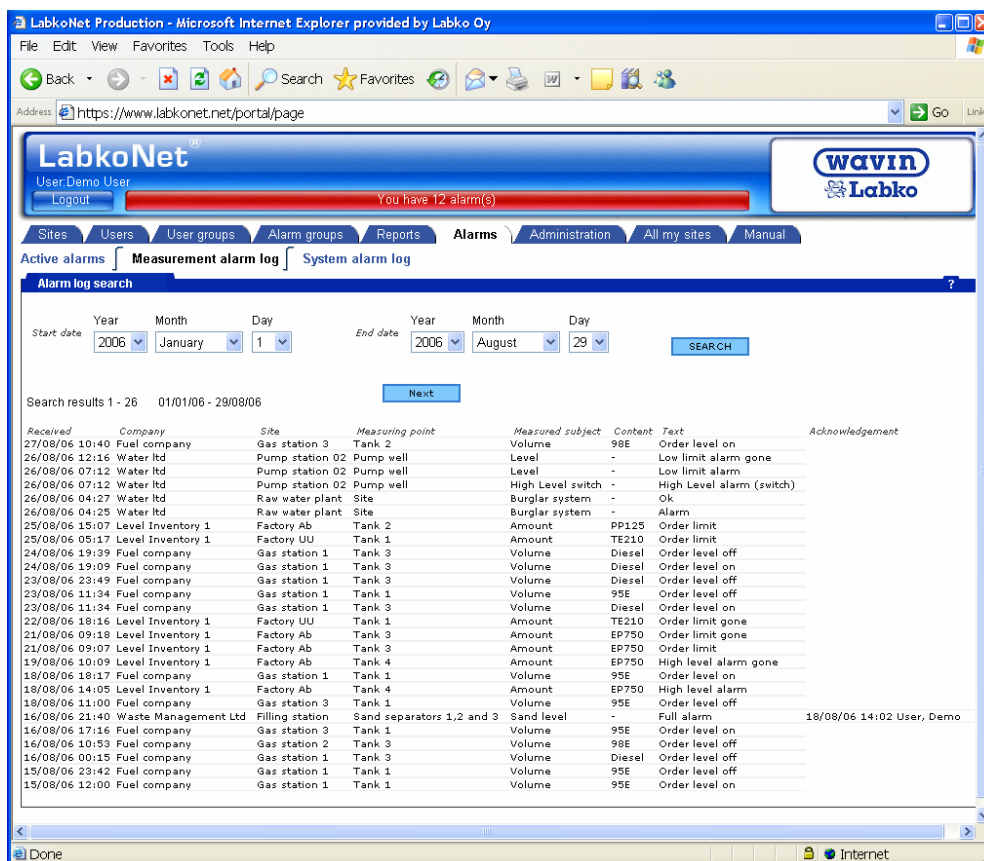 LabkoNet Production - Microsoft Internet Explorer provided by Labko Oy
File Edit View Favorites Tools Help
Back Search Favorites
Address https://www.labkonet.net/portal/page Go Link
LabkoNet®
wavin
Labko
User:Demo User
Logout You have 12 alarm(s)
Sites Users User groups Alarm groups Reports Alarms Administration All my sites Manual
Active alarms Measurement alarm log System alarm log
Alarm log search ?
Year Month Day Year Month Day
Start date 2006 January 1 End date 2006 August 29 SEARCH
Next
Search results 1 - 26 01/01/06 - 29/08/06
Received Company Site Measuring point Measured subject Content Text Acknowledgement
27/08/06 10:40 Fuel company Gas station 3 Tank 2 Volume 98E Order level on
26/08/06 12:16 Water ltd Pump station 02 Pump well Level - Low limit alarm gone
26/08/06 07:12 Water ltd Pump station 02 Pump well Level - Low limit alarm
26/08/06 07:12 Water ltd Pump station 02 Pump well High Level switch - High Level alarm (switch)
26/08/06 04:27 Water ltd Raw water plant Site Burglar system - Ok
26/08/06 04:25 Water ltd Raw water plant Site Burglar system - Alarm
25/08/06 15:07 Level Inventory 1 Factory Ab Tank 2 Amount PP125 Order limit
25/08/06 05:17 Level Inventory 1 Factory UU Tank 1 Amount TE210 Order limit
24/08/06 19:39 Fuel company Gas station 1 Tank 3 Volume Diesel Order level off
24/08/06 19:09 Fuel company Gas station 1 Tank 3 Volume Diesel Order level on
23/08/06 23:49 Fuel company Gas station 1 Tank 3 Volume Diesel Order level off
23/08/06 11:34 Fuel company Gas station 1 Tank 1 Volume 95E Order level off
23/08/06 11:34 Fuel company Gas station 1 Tank 3 Volume Diesel Order level on
22/08/06 18:16 Level Inventory 1 Factory UU Tank 1 Amount TE210 Order limit gone
21/08/06 09:18 Level Inventory 1 Factory Ab Tank 3 Amount EP750 Order limit gone
21/08/06 09:07 Level Inventory 1 Factory Ab Tank 3 Amount EP750 Order limit
19/08/06 10:09 Level Inventory 1 Factory Ab Tank 4 Amount EP750 High level alarm gone
18/08/06 18:17 Fuel company Gas station 1 Tank 1 Volume 95E Order level on
18/08/06 14:05 Level Inventory 1 Factory Ab Tank 4 Amount EP750 High level alarm
18/08/06 11:00 Fuel company Gas station 3 Tank 1 Volume 95E Order level off
16/08/06 21:40 Waste Management Ltd Filling station Sand separators 1,2 and 3 Sand level - Full alarm 18/08/06 14:02 User, Demo
16/08/06 17:16 Fuel company Gas station 3 Tank 1 Volume 95E Order level on
16/08/06 10:53 Fuel company Gas station 2 Tank 3 Volume 98E Order level off
16/08/06 00:15 Fuel company Gas station 1 Tank 3 Volume Diesel Order level off
15/08/06 23:42 Fuel company Gas station 1 Tank 1 Volume 95E Order level off
15/08/06 12:00 Fuel company Gas station 1 Tank 1 Volume 95E Order level on
Done Internet